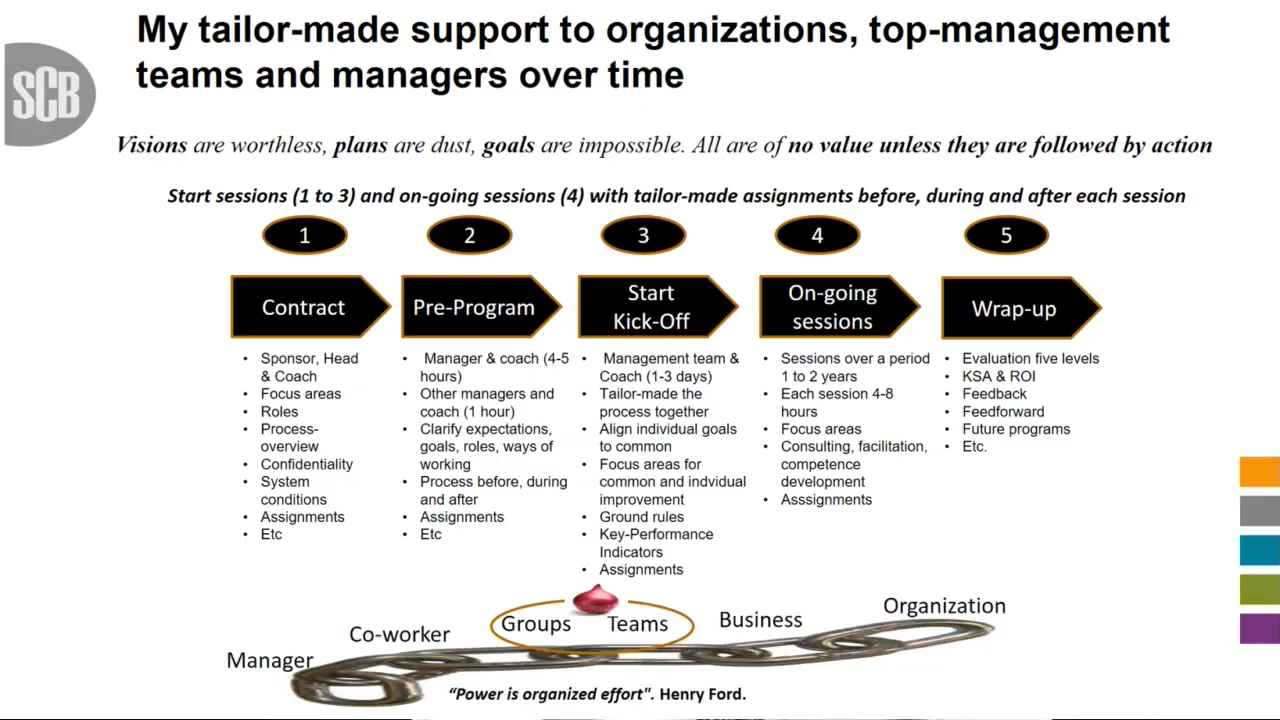 My tailor-made support to organizations, top-management
teams and managers over time
SCB
Visions are worthless, plans are dust, goals are impossible. All are of no value unless they are followed by action
Start sessions (1 to 3) and on-going sessions (4) with tailor-made assignments before, during and after each session
1
2
3
4
5
Contract
Pre-Program
Start
Kick-Off
On-going
sessions
Wrap-up
• Sponsor, Head
& Coach
• Focus areas
• Roles
• Process-
overview
• Confidentiality
• System
conditions
• Assignments
• Etc
• Manager & coach (4-5
hours)
• Other managers and
coach (1 hour)
• Clarify expectations,
goals, roles, ways of
working
• Process before, during
and after
• Assignments
• Etc
• Management team &
Coach (1-3 days)
• Tailor-made the
process together
• Align individual goals
to common
• Focus areas for
common and indvidual
improvement
• Ground rules
• Key-Performance
Indicators
• Assignments
• Sessions over a period
1 to 2 years
• Each session 4-8
hours
• Focus areas
• Consulting, facilitation,
competence
development
• Asssignments
• Evaluation five levels
• KSA & ROI
• Feedback
• Feedforward
• Future programs
• Etc.
Manager
Co-worker
Groups
Teams
Business
Organization
“Power is organized effort". Henry Ford.